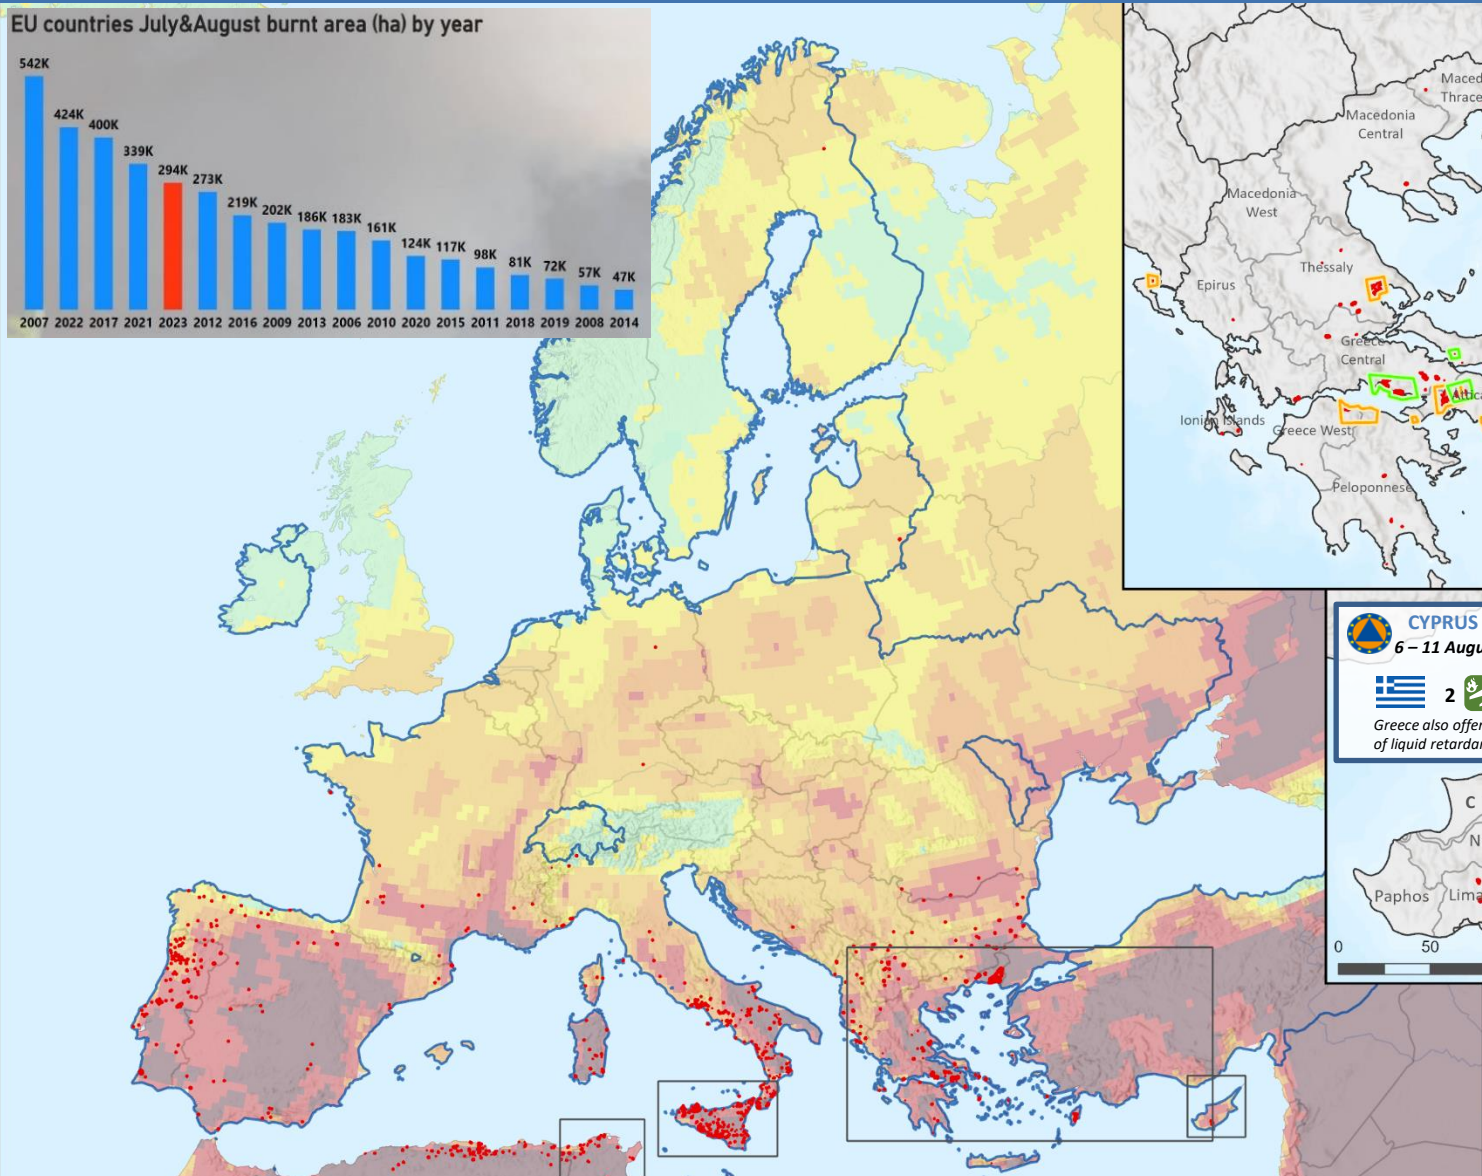 EU countries July&August burnt area (ha) by year
542K
424K
400K
339K
294K
273K
219K
202K
186K
183K
161K
124K
117K
98K
81K
72K
57K
47K
2007 2022 2017 2021 2023 2012 2016 2009 2013 2006 2010 2020 2015 2011 2018 2019 2008 2014
Maced
Thrace
Macedonia
Central
Macedonia
West
Thessaly
Epirus
Greece
Central
Attica
Ionian Islands
Greece West
Peloponnese
CYPRUS
6 – 11 Augu
2
Greece also offer
of liquid retardan
C
N
Paphos
Lima
0
50